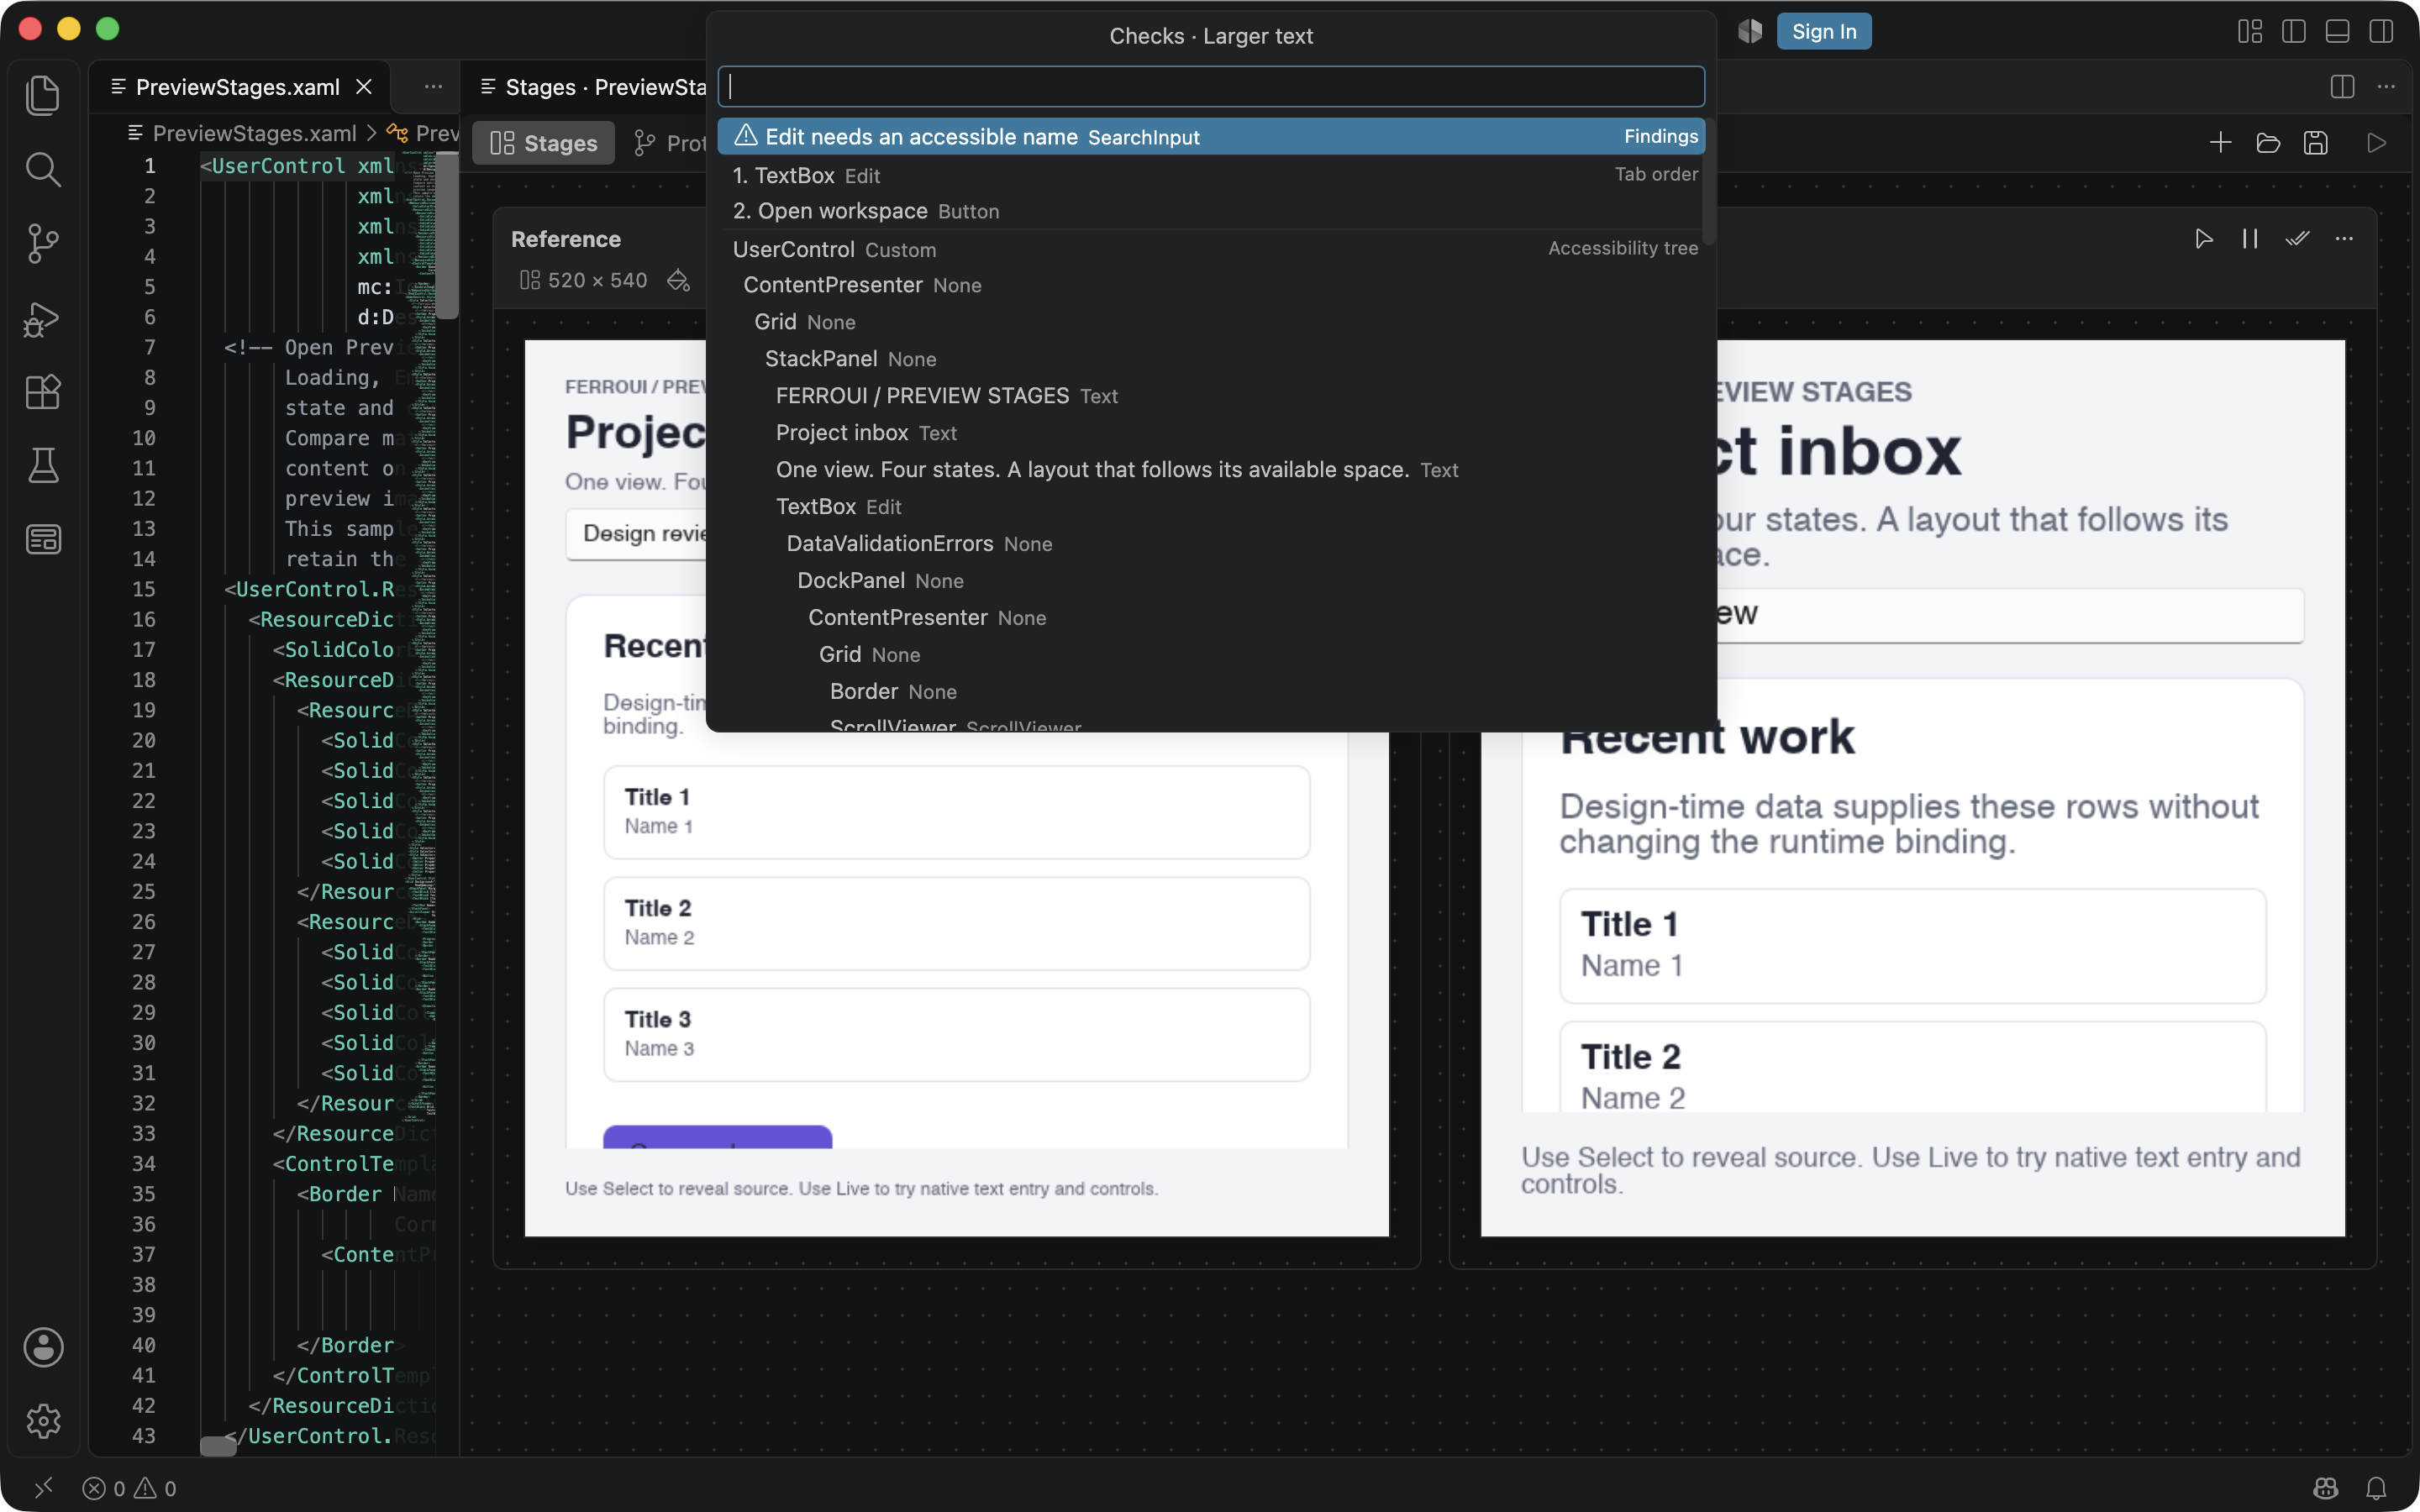 Checks · Larger text
Sign In
PreviewStages.xaml
Stages · PreviewSta
Edit needs an accessible name SearchInput Findings
1. TextBox Edit Tab order
2. Open workspace Button
UserControl Custom Accessibility tree
ContentPresenter None
Grid None
StackPanel None
FERROUI / PREVIEW STAGES Text
Project inbox Text
One view. Four states. A layout that follows its available space. Text
TextBox Edit
DataValidationErrors None
DockPanel None
ContentPresenter None
Grid None
Border None
ScrollViewer ScrollViewer
PreviewStages.xaml > Prev
1 <UserControl xml
2 xml
3 xml
4 xml
5 mc:
6 d:D
7 <!-- Open Prev
8 Loading,
9 state and
10 Compare m
11 content o
12 preview i
13 This samp
14 retain th
15 <UserControl.R
16 <ResourceDic
17 <SolidColo
18 <ResourceD
19 <Resourc
20 <Solid
21 <Solid
22 <Solid
23 <Solid
24 <Solid
25 </Resour
26 <Resourc
27 <Solid
28 <Solid
29 <Solid
30 <Solid
31 <Solid
32 </Resour
33 </Resource
34 <ControlTe
35 <Border
36
37 <Conte
38
39
40 </Border
41 </ControlT
42 </ResourceDi
43 </UserControl.
Stages
Prot
Reference
520 × 540
FERROUI / PREV
Projec
One view. Fou
Design revie
Recent
Design-tim
binding.
Title 1
Name 1
Title 2
Name 2
Title 3
Name 3
Use Select to reveal source. Use Live to try native text entry and controls.
EVIEW STAGES
ct inbox
our states. A layout that follows its
ace.
ew
Recent work
Design-time data supplies these rows without
changing the runtime binding.
Title 1
Name 1
Title 2
Name 2
Use Select to reveal source. Use Live to try native text entry and
controls.
0 0